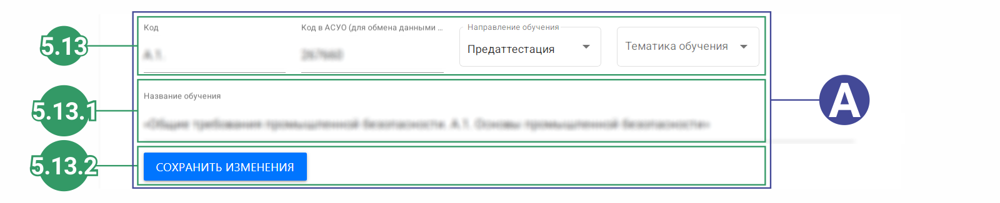 Код
Код в АСУО (для обмена данными ...
Направление обучения
5.13
Предаттестация
Тематика обучения
А.1.
267660
5.13.1
Название обучения
A
«Общие требования промышленной безопасности. А.1. Основы промышленной безопасности»
5.13.2
СОХРАНИТЬ ИЗМЕНЕНИЯ